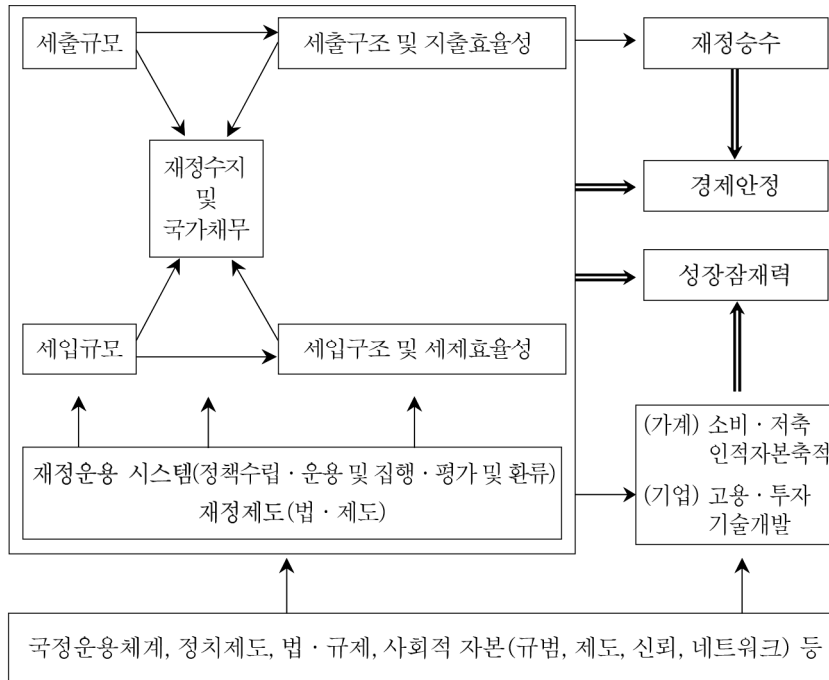 세출규모
세출구조 및 지출효율성
재정승수
재정수지
및
국가채무
경제안정
성장잠재력
세입규모
세입구조 및 세제효율성
(가계) 소비 · 저축
인적자본축적
(기업) 고용 · 투자
기술개발
재정운용 시스템(정책수립 · 운용 및 집행 · 평가 및 환류)
재정제도(법 · 제도)
국정운용체계, 정치제도, 법 · 규제, 사회적 자본(규범, 제도, 신뢰, 네트워크) 등